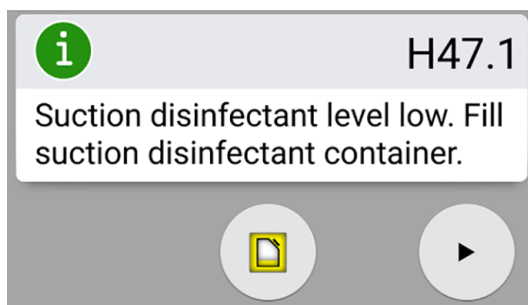 i
H47.1
Suction disinfectant level low. Fill
suction disinfectant container.